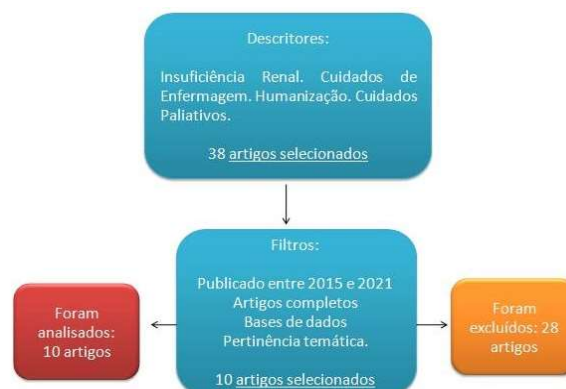 Descritores:
Insuficiência Renal. Cuidados de
Enfermagem. Humanização. Cuidados
Paliativos.
38 artigos selecionados
Filtros:
Publicado entre 2015 e 2021
Artigos completos
Bases de dados
Pertinência temática.
10 artigos selecionados
Foram
analisados:
10 artigos
Foram
excluídos: 28
artigos